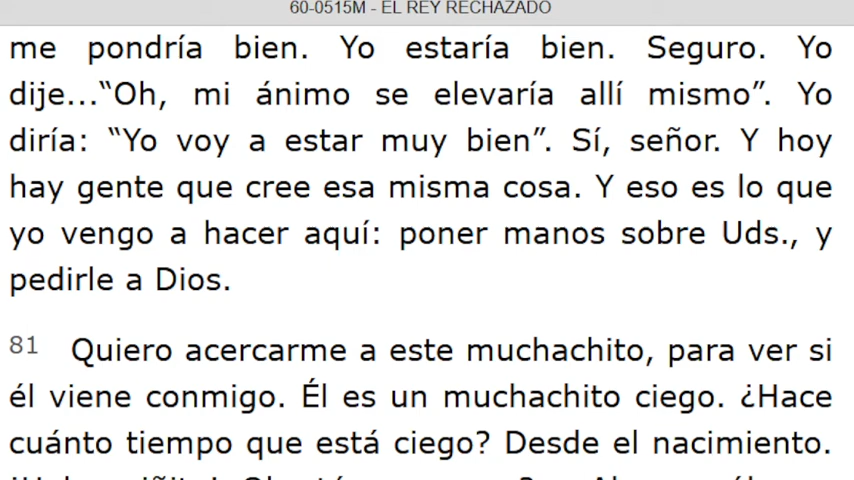 60-0515M - EL REY RECHAZADO
me pondría bien. Yo estaría bien. Seguro. Yo
dije...“Oh, mi ánimo se elevaría allí mismo”. Yo
diría: “Yo voy a estar muy bien”. Sí, señor. Y hoy
hay gente que cree esa misma cosa. Y eso es lo que
yo vengo a hacer aquí: poner manos sobre Uds., y
pedirle a Dios.
81 Quiero acercarme a este muchachito, para ver si
él viene conmigo. Él es un muchachito ciego. ¿Hace
cuánto tiempo que está ciego? Desde el nacimiento.